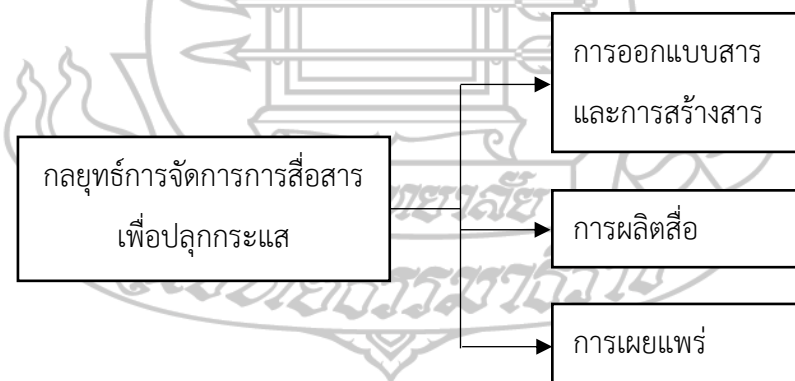 การออกแบบสาร
และการสร้างสาร
กลยุทธ์การจัดการการสื่อสาร
เพื่อปลุกกระแส
การผลิตสื่อ
การเผยแพร่